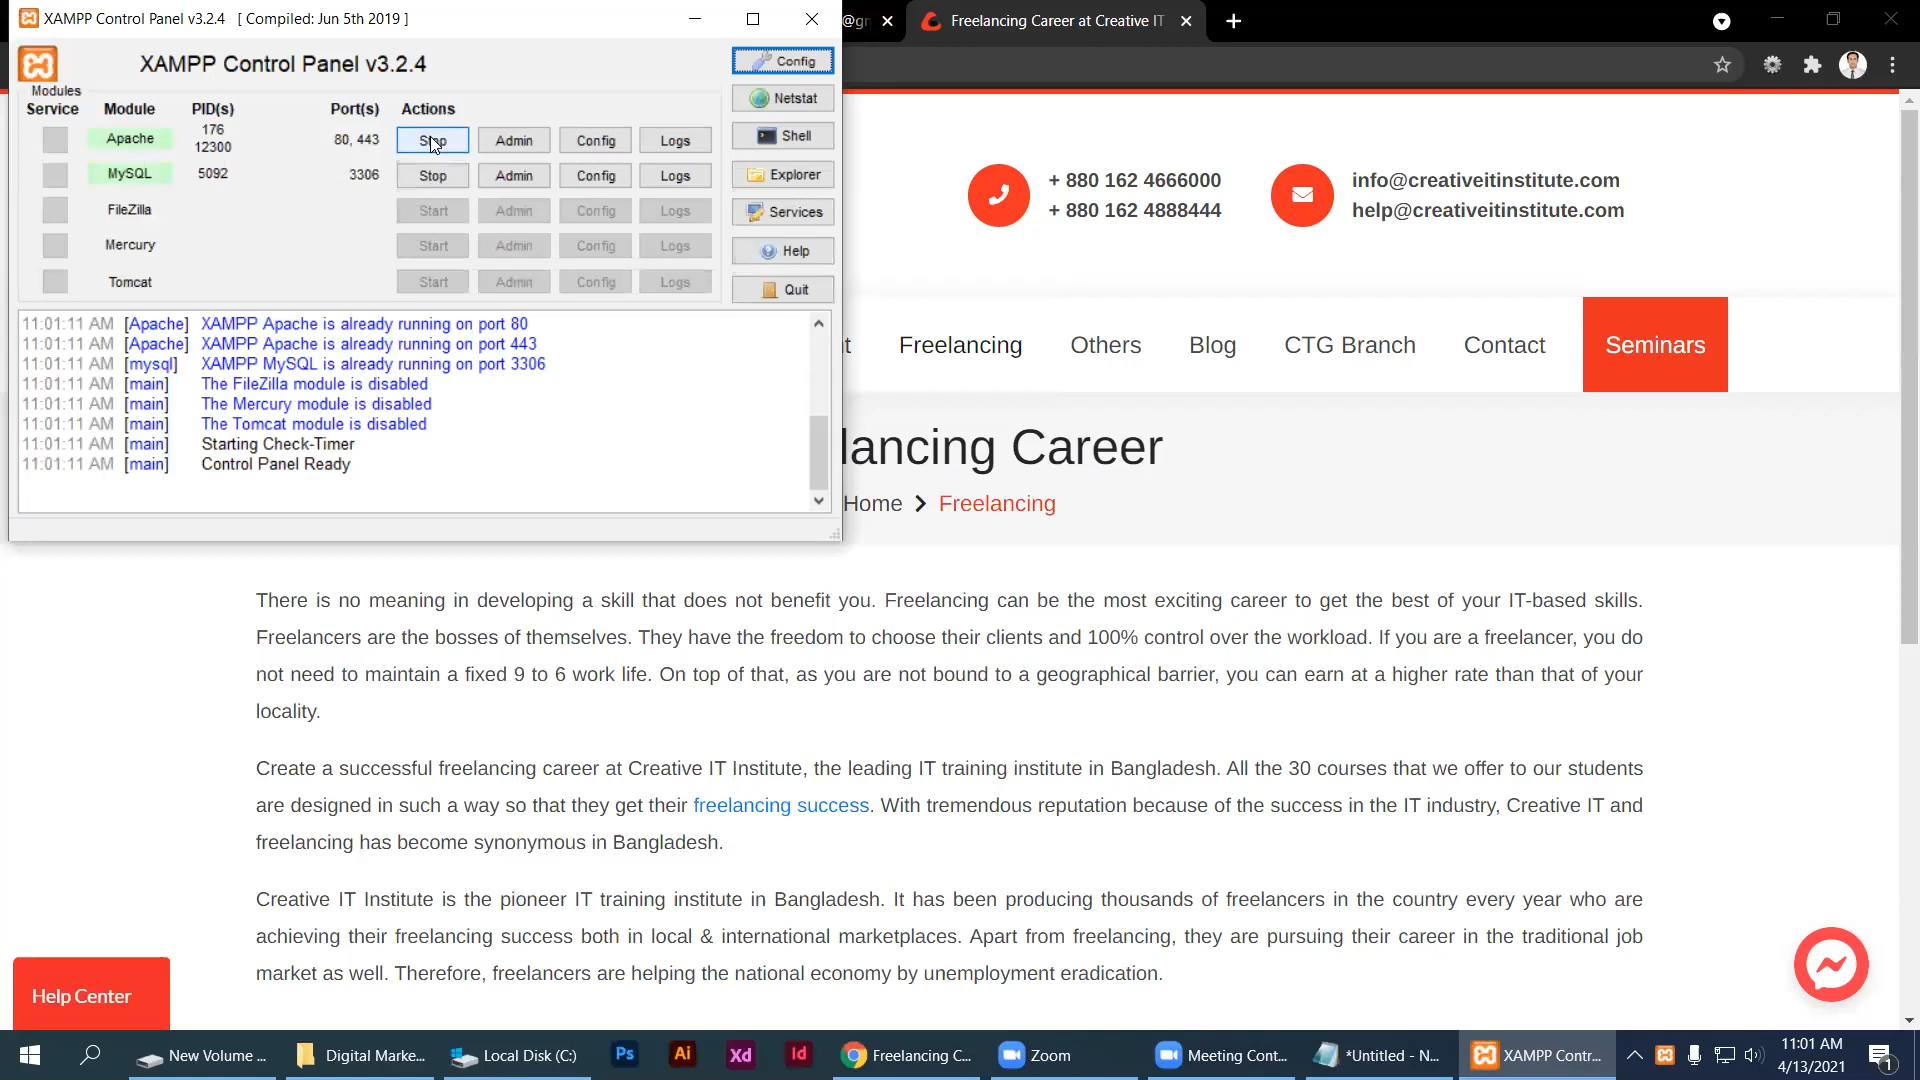 XAMPP Control Panel v3.2.4 [ Compiled: Jun 5th 2019 ]
@gr
Freelancing Career at Creative IT
XAMPP Control Panel v3.2.4
Config
Modules
Service Module PID(s) Port(s) Actions
Netstat
Apache 176 12300 80, 443 Stop Admin Config Logs
Shell
MySQL 5092 3306 Stop Admin Config Logs
Explorer
FileZilla Start Admin Config Logs
Services
Mercury Start Admin Config Logs
Help
Tomcat Start Admin Config Logs
Quit
11:01:11 AM [Apache] XAMPP Apache is already running on port 80
11:01:11 AM [Apache] XAMPP Apache is already running on port 443
11:01:11 AM [mysql] XAMPP MySQL is already running on port 3306
11:01:11 AM [main] The FileZilla module is disabled
11:01:11 AM [main] The Mercury module is disabled
11:01:11 AM [main] The Tomcat module is disabled
11:01:11 AM [main] Starting Check-Timer
11:01:11 AM [main] Control Panel Ready
+ 880 162 4666000
+ 880 162 4888444
info@creativeitinstitute.com
help@creativeitinstitute.com
t Freelancing Others Blog CTG Branch Contact Seminars
lancing Career
Home Freelancing
There is no meaning in developing a skill that does not benefit you. Freelancing can be the most exciting career to get the best of your IT-based skills.
Freelancers are the bosses of themselves. They have the freedom to choose their clients and 100% control over the workload. If you are a freelancer, you do
not need to maintain a fixed 9 to 6 work life. On top of that, as you are not bound to a geographical barrier, you can earn at a higher rate than that of your
locality.
Create a successful freelancing career at Creative IT Institute, the leading IT training institute in Bangladesh. All the 30 courses that we offer to our students
are designed in such a way so that they get their freelancing success. With tremendous reputation because of the success in the IT industry, Creative IT and
freelancing has become synonymous in Bangladesh.
Creative IT Institute is the pioneer IT training institute in Bangladesh. It has been producing thousands of freelancers in the country every year who are
achieving their freelancing success both in local & international marketplaces. Apart from freelancing, they are pursuing their career in the traditional job
market as well. Therefore, freelancers are helping the national economy by unemployment eradication.
Help Center
New Volume ... Digital Marke... Local Disk (C:) Ps Ai Xd Id Freelancing C... Zoom Meeting Cont... *Untitled - N... XAMPP Contr...
11:01 AM
4/13/2021
1